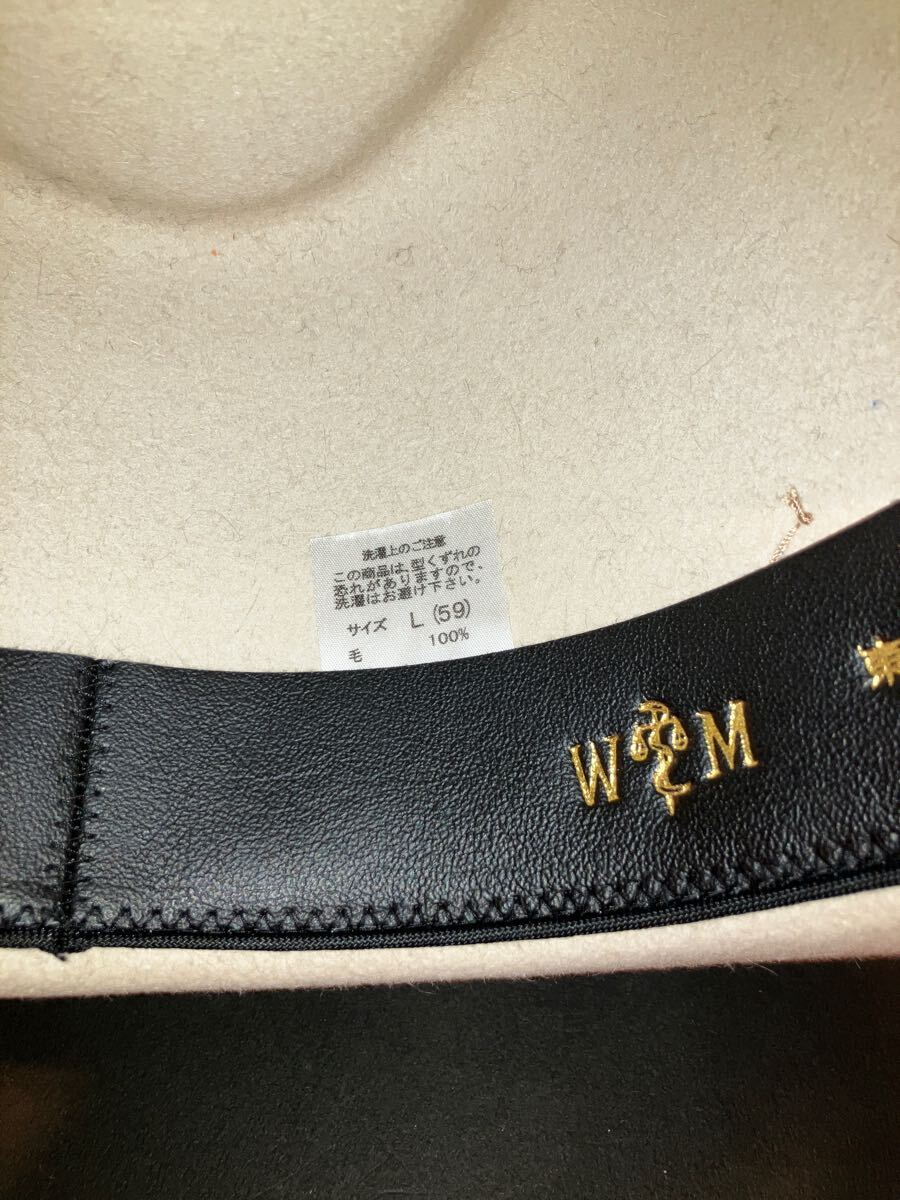 洗濯上のご注意
この商品は、型くずれの
恐れがありますので、
洗濯はお避け下さい。
サイズ L (59)
毛 100%
W M